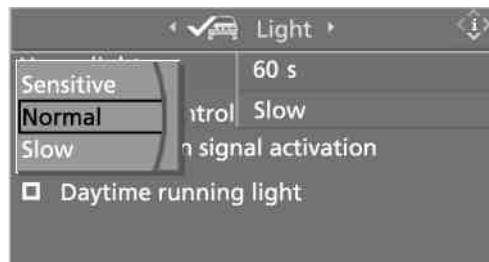 Light i
60 s
Sensitive
Normal
Slow
Slow
signal activation
Daytime running light